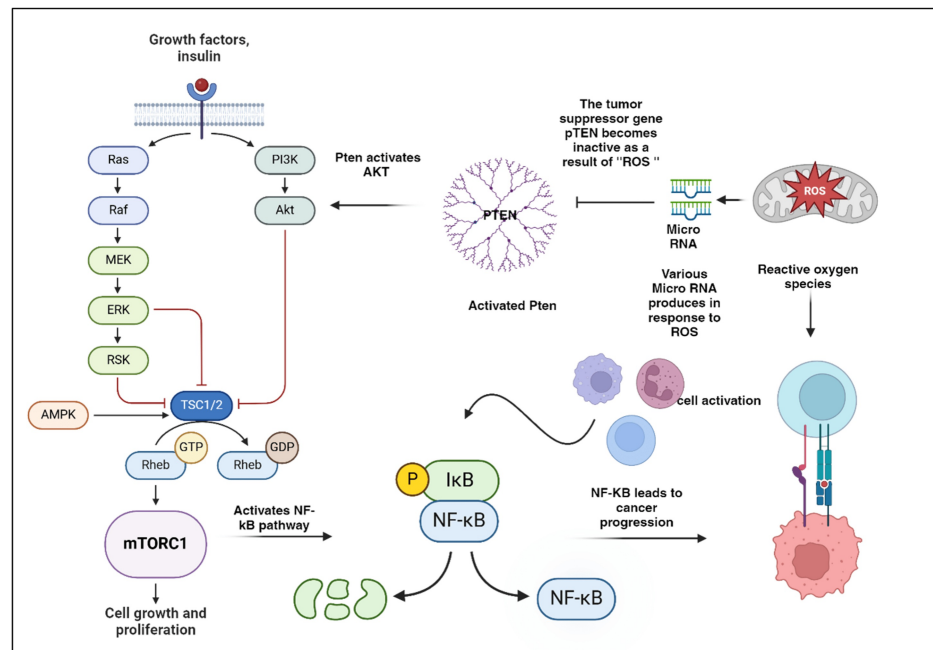 Growth factors,
insulin
Ras
PI3K
Raf
Akt
MEK
ERK
RSK
AMPK
TSC1/2
GTP
GDP
Rheb
Rheb
mTORC1
Cell growth and
proliferation
Pten activates
AKT
PTEN
Activated Pten
The tumor
suppressor gene
pTEN becomes
inactive as a
result of "ROS "
Micro
RNA
ROS
Various
Micro RNA
produces in
response to
ROS
Reactive oxygen
species
cell activation
Activates NF-
kB pathway
P
IκB
NF-κB
NF-κB
NF-KB leads to
cancer
progression